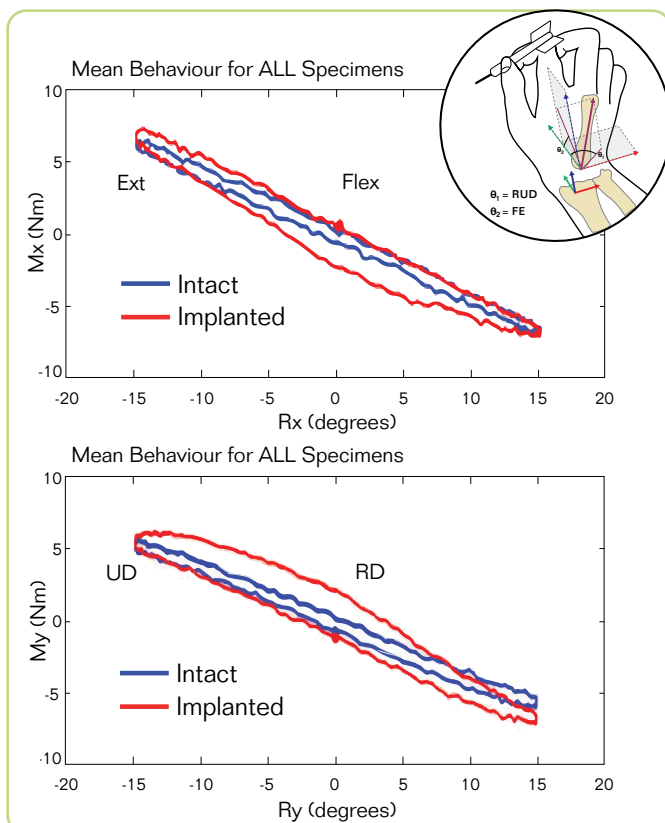 Mean Behaviour for ALL Specimens
θ₁ = RUD
θ₂ = FE
θ₂
θ₁
10
5
0
-5
-10
Mx (Nm)
Ext
Flex
Intact
Implanted
-20 -15 -10 -5 0 5 10 15 20
Rx (degrees)
Mean Behaviour for ALL Specimens
10
5
0
-5
-10
My (Nm)
UD
RD
Intact
Implanted
-20 -15 -10 -5 0 5 10 15 20
Ry (degrees)